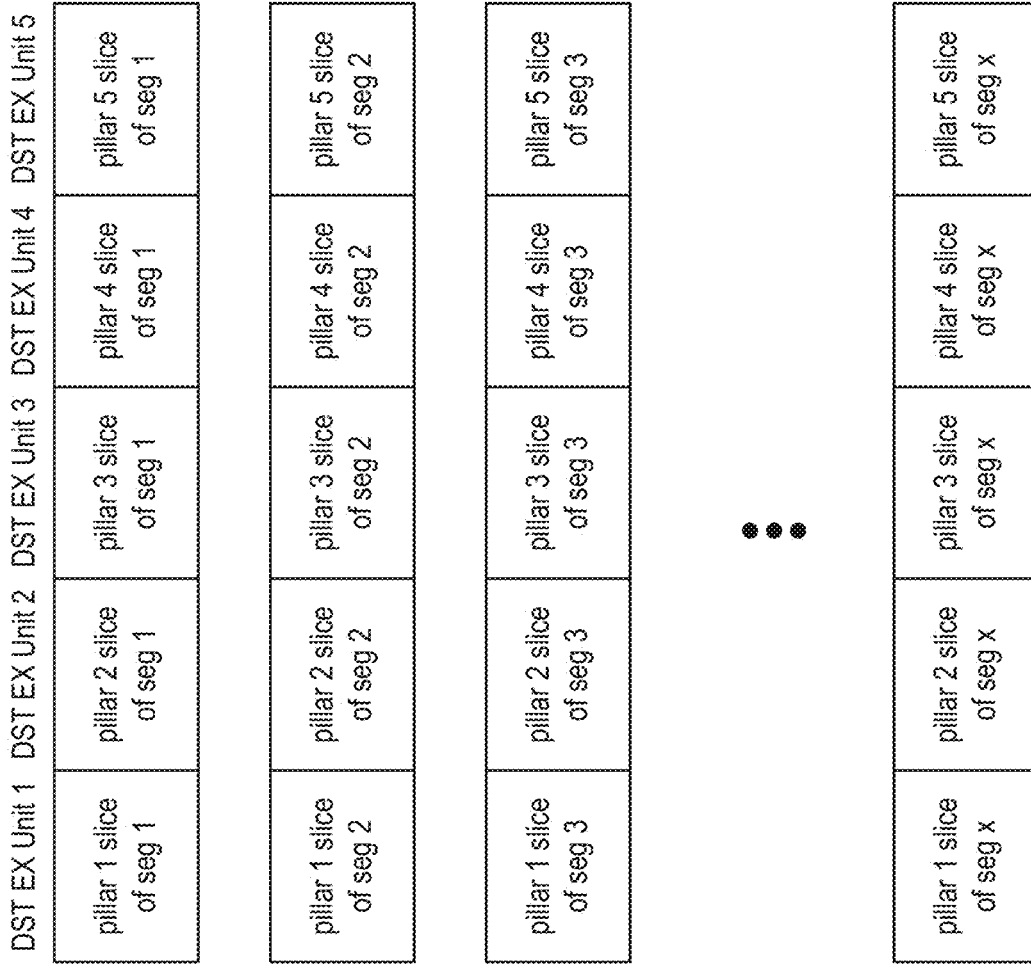 DST EX Unit 1
DST EX Unit 2
DST EX Unit 3
DST EX Unit 4
DST EX Unit 5
pillar 1 slice
of seg 1
pillar 2 slice
of seg 1
pillar 3 slice
of seg 1
pillar 4 slice
of seg 1
pillar 5 slice
of seg 1
pillar 1 slice
of seg 2
pillar 2 slice
of seg 2
pillar 3 slice
of seg 2
pillar 4 slice
of seg 2
pillar 5 slice
of seg 2
pillar 1 slice
of seg 3
pillar 2 slice
of seg 3
pillar 3 slice
of seg 3
pillar 4 slice
of seg 3
pillar 5 slice
of seg 3
pillar 1 slice
of seg x
pillar 2 slice
of seg x
pillar 3 slice
of seg x
pillar 4 slice
of seg x
pillar 5 slice
of seg x